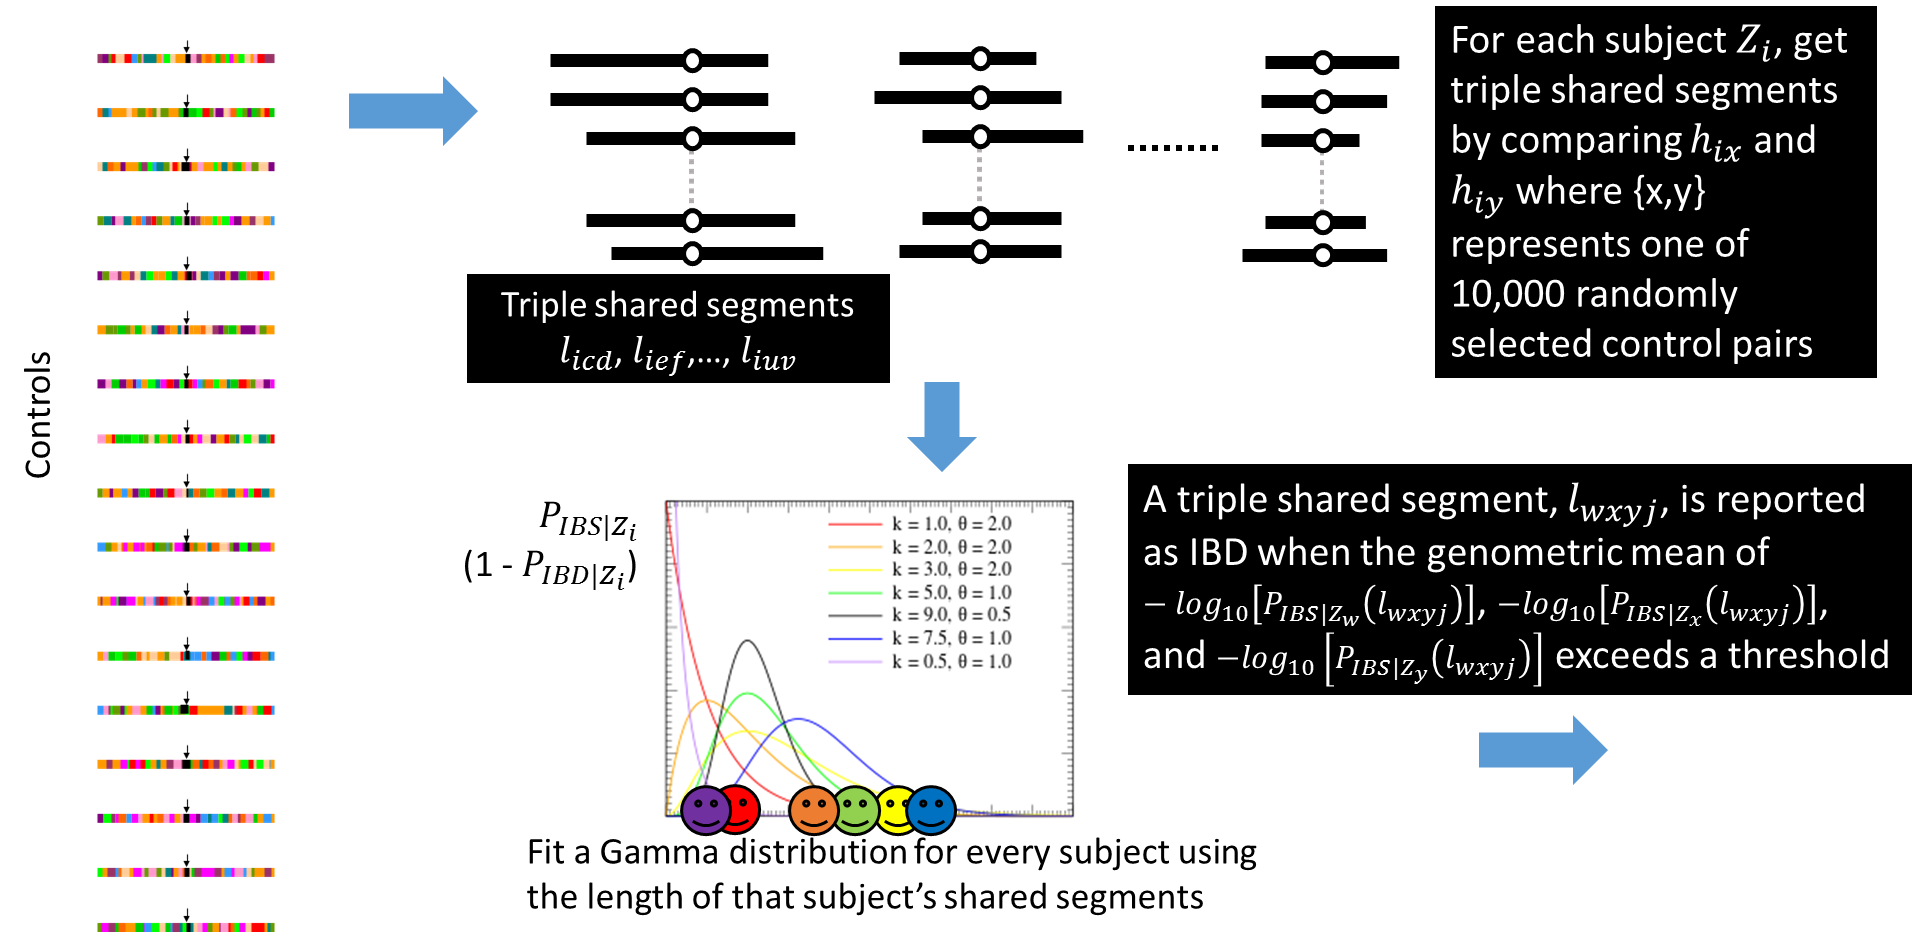 Controls
For each subject Z_i, get
triple shared segments
by comparing h_ix and
h_iy where {x,y}
represents one of
10,000 randomly
selected control pairs
Triple shared segments
l_icd, l_ief,..., l_iuv
P_IBS|Z_i
(1 - P_IBD|Z_i)
k = 1.0, θ = 2.0
k = 2.0, θ = 2.0
k = 3.0, θ = 2.0
k = 5.0, θ = 1.0
k = 9.0, θ = 0.5
k = 7.5, θ = 1.0
k = 0.5, θ = 1.0
Fit a Gamma distribution for every subject using
the length of that subject's shared segments
A triple shared segment, l_wxyj, is reported
as IBD when the genometric mean of
− log₁₀[P_IBS|Z_w(l_wxyj)], −log₁₀[P_IBS|Z_x(l_wxyj)],
and −log₁₀ [P_IBS|Z_y(l_wxyj)] exceeds a threshold